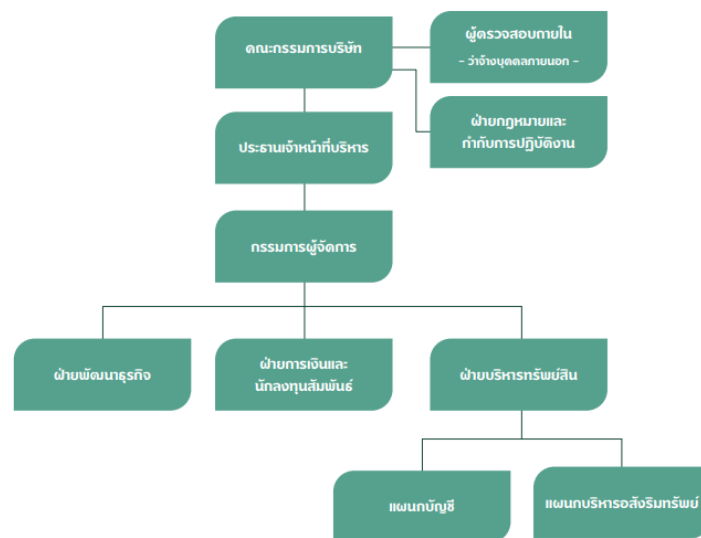 คณะกรรมการบริษัท
ผู้ตรวจสอบภายใน
- ว่าจ้างบุคคลภายนอก -
ฝ่ายกฎหมายและ
กำกับการปฏิบัติงาน
ประธานเจ้าหน้าที่บริหาร
กรรมการผู้จัดการ
ฝ่ายพัฒนาธุรกิจ
ฝ่ายการเงินและ
นักลงทุนสัมพันธ์
ฝ่ายบริหารทรัพย์สิน
แผนกบัญชี
แผนกบริหารอสังริมทรัพย์